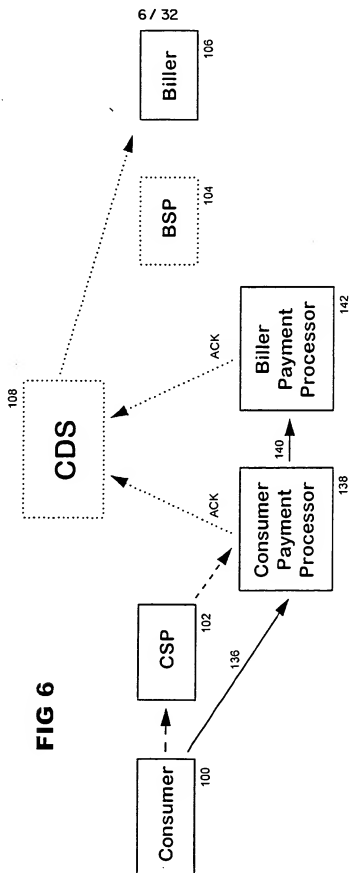 6 / 32
FIG 6
108
CDS
ACK
ACK
Consumer
100
CSP
102
136
Consumer
Payment
Processor
138
140
Biller
Payment
Processor
142
BSP
104
Biller
106